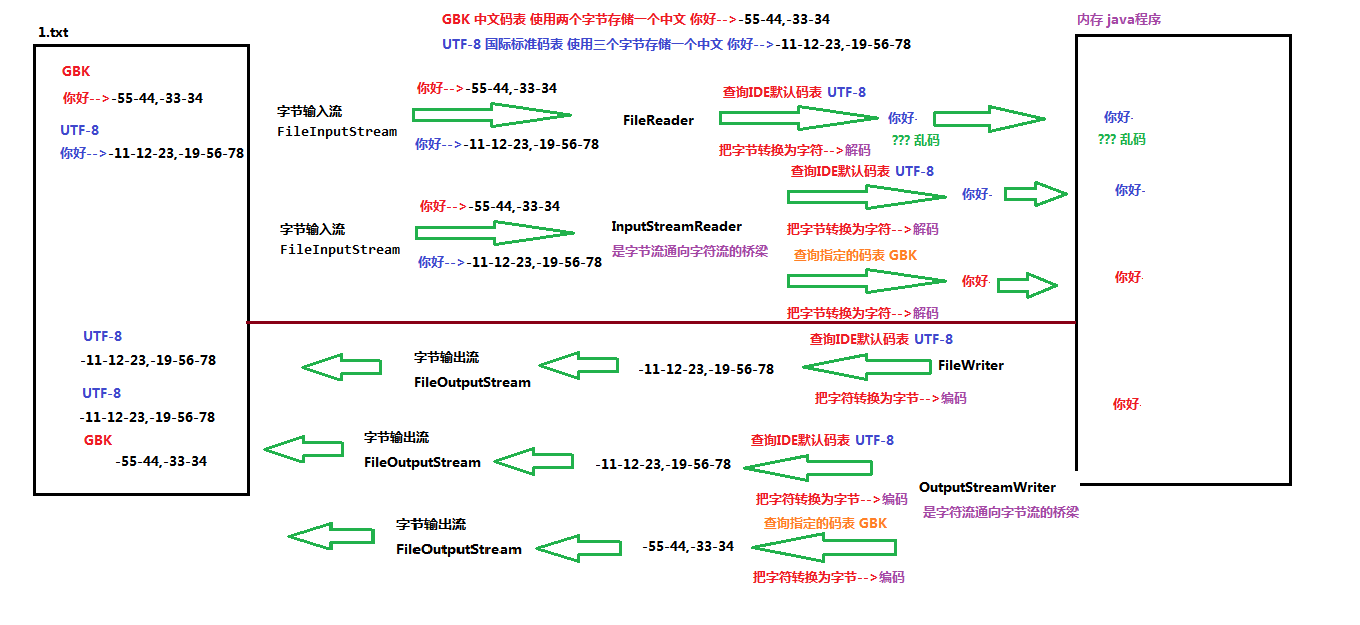 GBK 中文码表 使用两个字节存储一个中文 你好-->-55-44,-33-34
内存 java程序
1.txt
UTF-8 国际标准码表 使用三个字节存储一个中文 你好-->-11-12-23,-19-56-78
GBK
你好-->-55-44,-33-34
UTF-8
你好-->-11-12-23,-19-56-78
字节输入流
FileInputStream
你好-->-55-44,-33-34
你好-->-11-12-23,-19-56-78
FileReader
查询IDE默认码表 UTF-8
把字节转换为字符-->解码
你好·
??? 乱码
你好·
??? 乱码
字节输入流
FileInputStream
你好-->-55-44,-33-34
你好-->-11-12-23,-19-56-78
InputStreamReader
是字节流通向字符流的桥梁
查询IDE默认码表 UTF-8
把字节转换为字符-->解码
你好·
你好·
查询指定的码表 GBK
把字节转换为字符-->解码
你好·
你好·
UTF-8
-11-12-23,-19-56-78
字节输出流
FileOutputStream
-11-12-23,-19-56-78
查询IDE默认码表 UTF-8
把字符转换为字节-->编码
FileWriter
你好·
UTF-8
-11-12-23,-19-56-78
GBK
-55-44,-33-34
字节输出流
FileOutputStream
-11-12-23,-19-56-78
查询IDE默认码表 UTF-8
把字符转换为字节-->编码
OutputStreamWriter
是字符流通向字节流的桥梁
字节输出流
FileOutputStream
-55-44,-33-34
查询指定的码表 GBK
把字符转换为字节-->编码